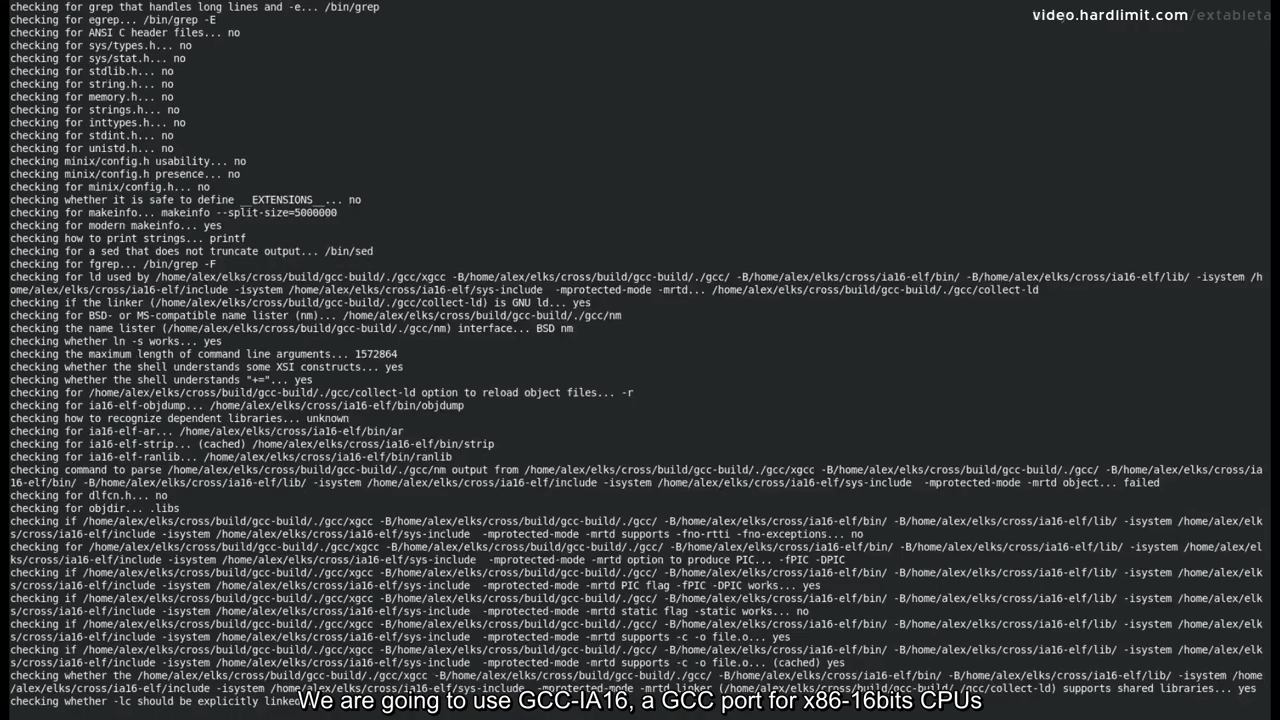 checking for grep that handles long lines and -e... /bin/grep
video.hardlimit.com/extableta
checking for egrep... /bin/grep -E
checking for ANSI C header files... no
checking for sys/types.h... no
checking for sys/stat.h... no
checking for stdlib.h... no
checking for string.h... no
checking for memory.h... no
checking for strings.h... no
checking for inttypes.h... no
checking for stdint.h... no
checking for unistd.h... no
checking minix/config.h usability... no
checking minix/config.h presence... no
checking for minix/config.h... no
checking whether it is safe to define __EXTENSIONS__... no
checking for makeinfo... makeinfo --split-size=5000000
checking for modern makeinfo... yes
checking how to print strings... printf
checking for a sed that does not truncate output... /bin/sed
checking for fgrep... /bin/grep -F
checking for ld used by /home/alex/elks/cross/build/gcc-build/./gcc/xgcc -B/home/alex/elks/cross/build/gcc-build/./gcc/ -B/home/alex/elks/cross/ia16-elf/bin/ -B/home/alex/elks/cross/ia16-elf/lib/ -isystem /h
ome/alex/elks/cross/ia16-elf/include -isystem /home/alex/elks/cross/ia16-elf/sys-include  -mprotected-mode -mrtd... /home/alex/elks/cross/build/gcc-build/./gcc/collect-ld
checking if the linker (/home/alex/elks/cross/build/gcc-build/./gcc/collect-ld) is GNU ld... yes
checking for BSD- or MS-compatible name lister (nm)... /home/alex/elks/cross/build/gcc-build/./gcc/nm
checking the name lister (/home/alex/elks/cross/build/gcc-build/./gcc/nm) interface... BSD nm
checking whether ln -s works... yes
checking the maximum length of command line arguments... 1572864
checking whether the shell understands some XSI constructs... yes
checking whether the shell understands "+="... yes
checking for /home/alex/elks/cross/build/gcc-build/./gcc/collect-ld option to reload object files... -r
checking for ia16-elf-objdump... /home/alex/elks/cross/ia16-elf/bin/objdump
checking how to recognize dependent libraries... unknown
checking for ia16-elf-ar... /home/alex/elks/cross/ia16-elf/bin/ar
checking for ia16-elf-strip... (cached) /home/alex/elks/cross/ia16-elf/bin/strip
checking for ia16-elf-ranlib... /home/alex/elks/cross/ia16-elf/bin/ranlib
checking command to parse /home/alex/elks/cross/build/gcc-build/./gcc/nm output from /home/alex/elks/cross/build/gcc-build/./gcc/xgcc -B/home/alex/elks/cross/build/gcc-build/./gcc/ -B/home/alex/elks/cross/ia
16-elf/bin/ -B/home/alex/elks/cross/ia16-elf/lib/ -isystem /home/alex/elks/cross/ia16-elf/include -isystem /home/alex/elks/cross/ia16-elf/sys-include  -mprotected-mode -mrtd object... failed
checking for dlfcn.h... no
checking for objdir... .libs
checking if /home/alex/elks/cross/build/gcc-build/./gcc/xgcc -B/home/alex/elks/cross/build/gcc-build/./gcc/ -B/home/alex/elks/cross/ia16-elf/bin/ -B/home/alex/elks/cross/ia16-elf/lib/ -isystem /home/alex/elk
s/cross/ia16-elf/include -isystem /home/alex/elks/cross/ia16-elf/sys-include  -mprotected-mode -mrtd supports -fno-rtti -fno-exceptions... no
checking for /home/alex/elks/cross/build/gcc-build/./gcc/xgcc -B/home/alex/elks/cross/build/gcc-build/./gcc/ -B/home/alex/elks/cross/ia16-elf/bin/ -B/home/alex/elks/cross/ia16-elf/lib/ -isystem /home/alex/el
ks/cross/ia16-elf/include -isystem /home/alex/elks/cross/ia16-elf/sys-include  -mprotected-mode -mrtd option to produce PIC... -fPIC -DPIC
checking if /home/alex/elks/cross/build/gcc-build/./gcc/xgcc -B/home/alex/elks/cross/build/gcc-build/./gcc/ -B/home/alex/elks/cross/ia16-elf/bin/ -B/home/alex/elks/cross/ia16-elf/lib/ -isystem /home/alex/elk
s/cross/ia16-elf/include -isystem /home/alex/elks/cross/ia16-elf/sys-include  -mprotected-mode -mrtd PIC flag -fPIC -DPIC works... yes
checking if /home/alex/elks/cross/build/gcc-build/./gcc/xgcc -B/home/alex/elks/cross/build/gcc-build/./gcc/ -B/home/alex/elks/cross/ia16-elf/bin/ -B/home/alex/elks/cross/ia16-elf/lib/ -isystem /home/alex/elk
s/cross/ia16-elf/include -isystem /home/alex/elks/cross/ia16-elf/sys-include  -mprotected-mode -mrtd static flag -static works... no
checking if /home/alex/elks/cross/build/gcc-build/./gcc/xgcc -B/home/alex/elks/cross/build/gcc-build/./gcc/ -B/home/alex/elks/cross/ia16-elf/bin/ -B/home/alex/elks/cross/ia16-elf/lib/ -isystem /home/alex/elk
s/cross/ia16-elf/include -isystem /home/alex/elks/cross/ia16-elf/sys-include  -mprotected-mode -mrtd supports -c -o file.o... yes
checking if /home/alex/elks/cross/build/gcc-build/./gcc/xgcc -B/home/alex/elks/cross/build/gcc-build/./gcc/ -B/home/alex/elks/cross/ia16-elf/bin/ -B/home/alex/elks/cross/ia16-elf/lib/ -isystem /home/alex/elk
s/cross/ia16-elf/include -isystem /home/alex/elks/cross/ia16-elf/sys-include  -mprotected-mode -mrtd supports -c -o file.o... (cached) yes
checking whether the /home/alex/elks/cross/build/gcc-build/./gcc/xgcc -B/home/alex/elks/cross/build/gcc-build/./gcc/ -B/home/alex/elks/cross/ia16-elf/bin/ -B/home/alex/elks/cross/ia16-elf/lib/ -isystem /home
/alex/elks/cross/ia16-elf/include -isystem /home/alex/elks/cross/ia16-elf/sys-include  -mprotected-mode -mrtd linker (/home/alex/elks/cross/build/gcc-build/./gcc/collect-ld) supports shared libraries... yes
checking whether -lc should be explicitly linked
We are going to use GCC-IA16, a GCC port for x86-16bits CPUs